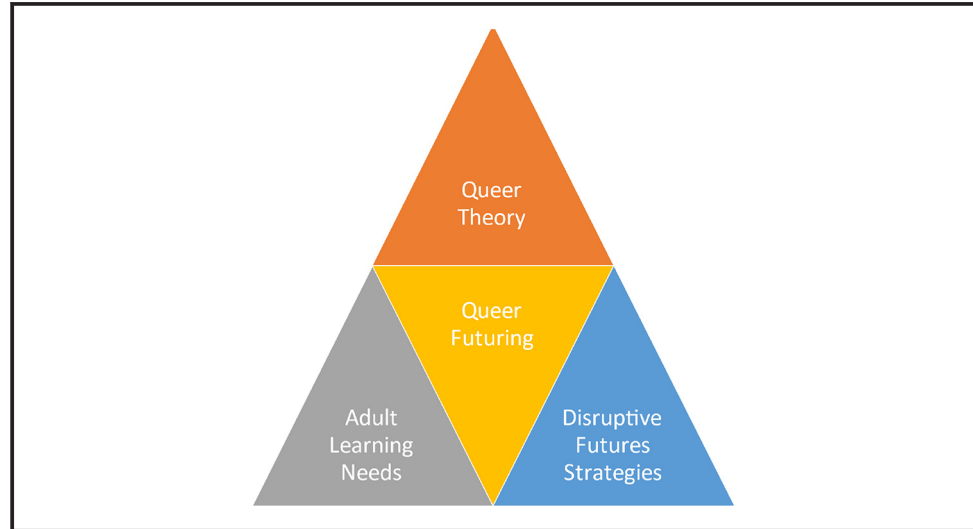 Queer
Theory
Queer
Futuring
Adult
Learning
Needs
Disruptive
Futures
Strategies